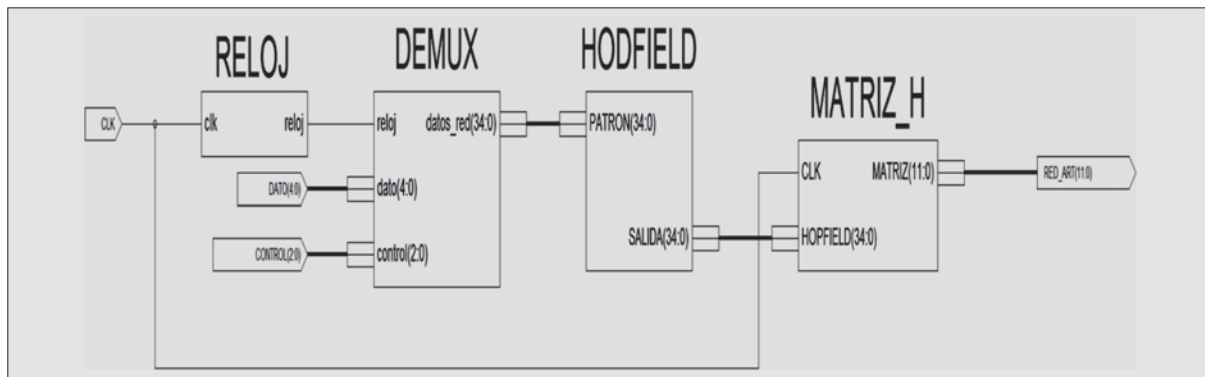 RELOJ
DEMUX
HODFIELD
MATRIZ_H
CLK
clk
reloj
reloj
datos_red(34:0)
PATRON(34:0)
DATO(4:0)
dato(4:0)
CLK
MATRIZ(11:0)
RED_ART(11:0)
CONTROL(2:0)
control(2:0)
SALIDA(34:0)
HOPFIELD(34:0)